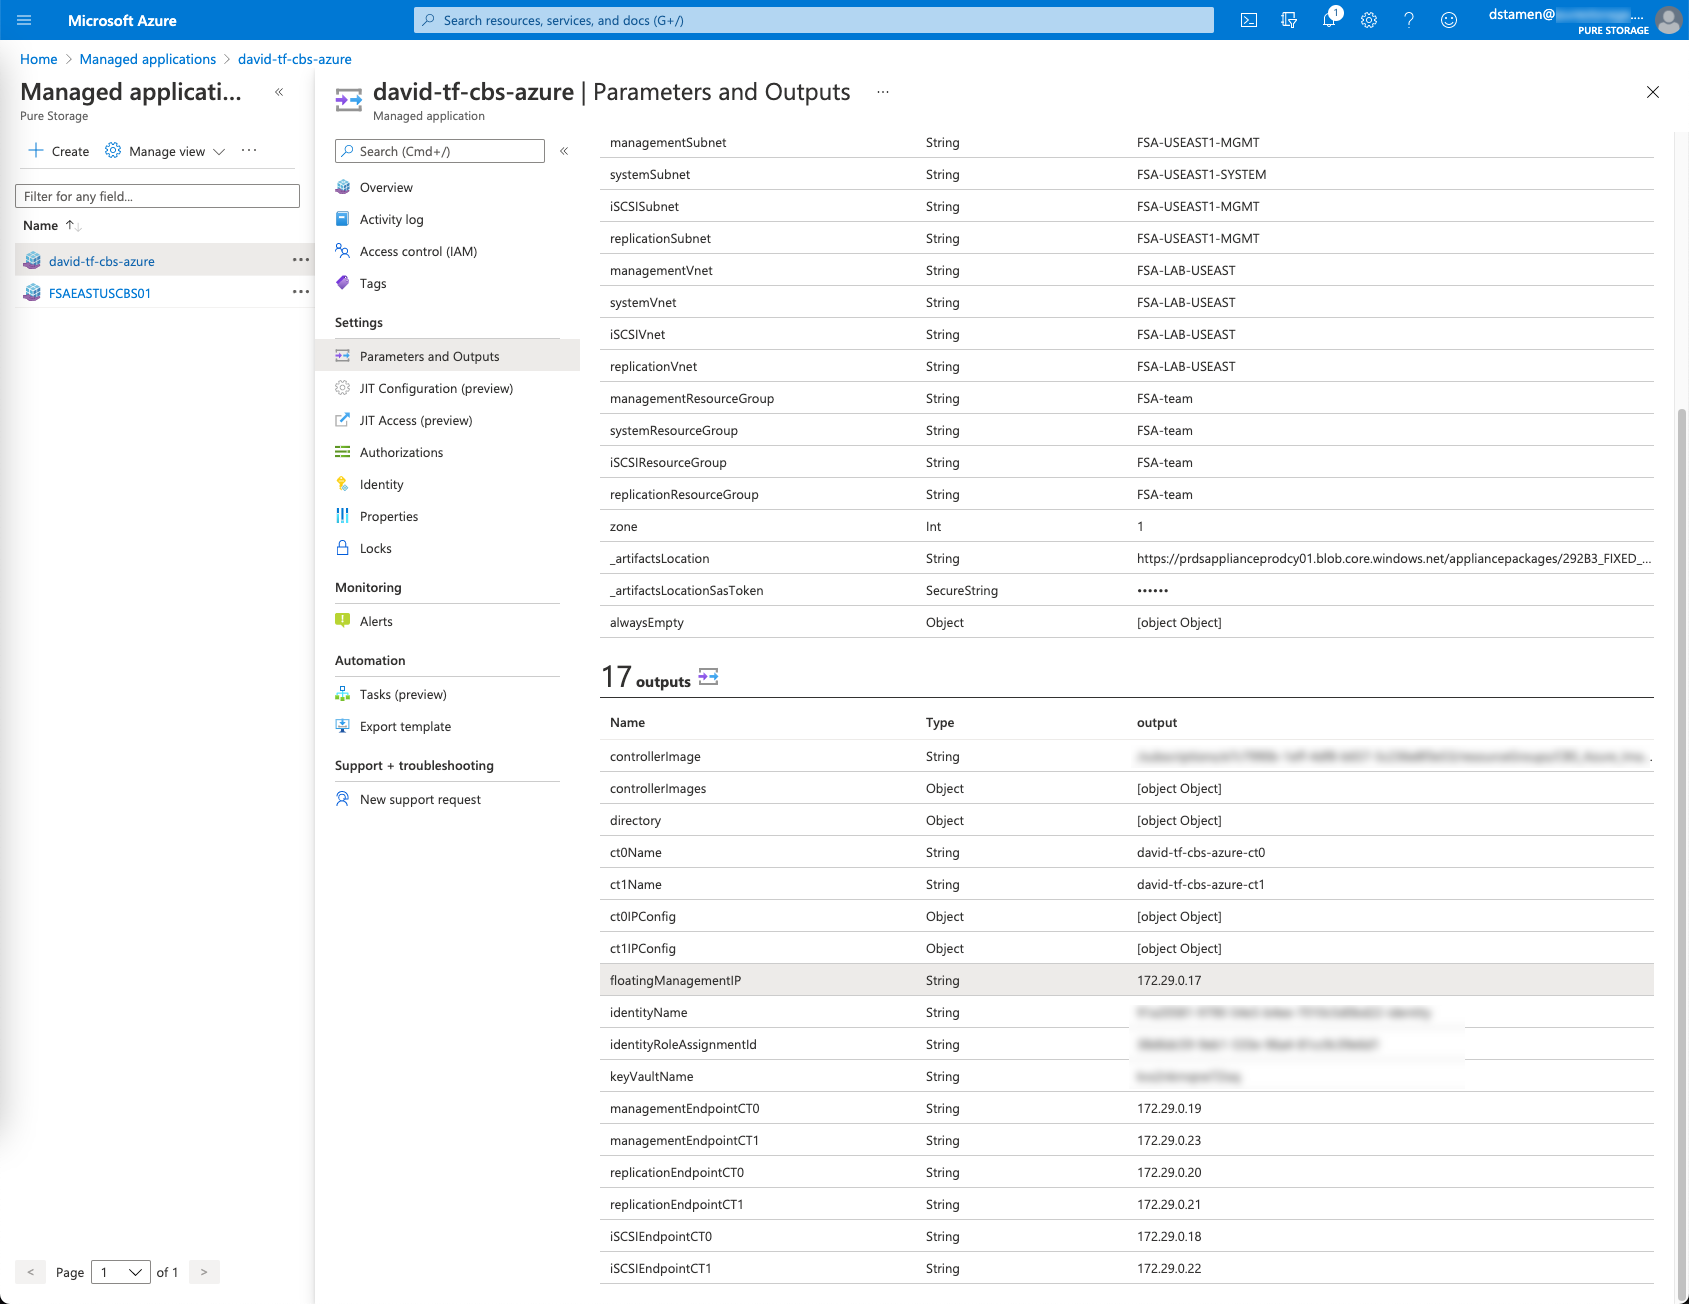 Microsoft Azure
Search resources, services, and docs (G+/)
1
dstamen@
PURE STORAGE
Home > Managed applications > david-tf-cbs-azure
Managed applicati...
Pure Storage
Create
Manage view
Filter for any field...
Name
david-tf-cbs-azure
FSAEASTUSCBS01
< Page 1 of 1 >
david-tf-cbs-azure | Parameters and Outputs
Managed application
Search (Cmd+/)
Overview
Activity log
Access control (IAM)
Tags
Settings
Parameters and Outputs
JIT Configuration (preview)
JIT Access (preview)
Authorizations
Identity
Properties
Locks
Monitoring
Alerts
Automation
Tasks (preview)
Export template
Support + troubleshooting
New support request
managementSubnet String FSA-USEAST1-MGMT
systemSubnet String FSA-USEAST1-SYSTEM
iSCSISubnet String FSA-USEAST1-MGMT
replicationSubnet String FSA-USEAST1-MGMT
managementVnet String FSA-LAB-USEAST
systemVnet String FSA-LAB-USEAST
iSCSIVnet String FSA-LAB-USEAST
replicationVnet String FSA-LAB-USEAST
managementResourceGroup String FSA-team
systemResourceGroup String FSA-team
iSCSIResourceGroup String FSA-team
replicationResourceGroup String FSA-team
zone Int 1
_artifactsLocation String https://prdsapplianceprodcy01.blob.core.windows.net/appliancepackages/292B3_FIXED_...
_artifactsLocationSasToken SecureString ••••••
alwaysEmpty Object [object Object]
17 outputs
Name Type output
controllerImage String
controllerImages Object [object Object]
directory Object [object Object]
ct0Name String david-tf-cbs-azure-ct0
ct1Name String david-tf-cbs-azure-ct1
ct0IPConfig Object [object Object]
ct1IPConfig Object [object Object]
floatingManagementIP String 172.29.0.17
identityName String
identityRoleAssignmentId String
keyVaultName String
managementEndpointCT0 String 172.29.0.19
managementEndpointCT1 String 172.29.0.23
replicationEndpointCT0 String 172.29.0.20
replicationEndpointCT1 String 172.29.0.21
iSCSIEndpointCT0 String 172.29.0.18
iSCSIEndpointCT1 String 172.29.0.22